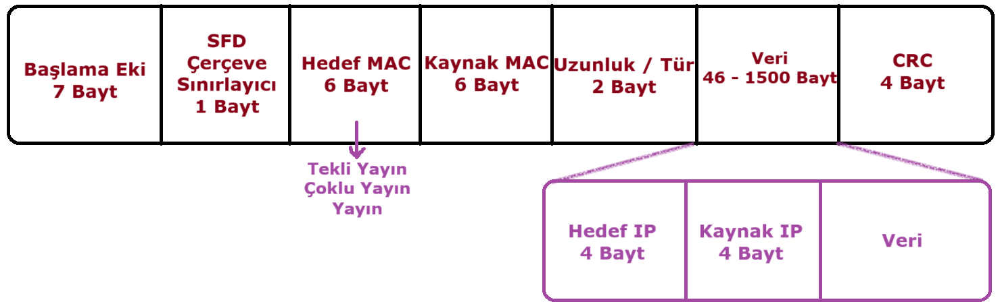 Başlama Eki
7 Bayt
SFD
Çerçeve
Sınırlayıcı
1 Bayt
Hedef MAC
6 Bayt
Kaynak MAC
6 Bayt
Uzunluk / Tür
2 Bayt
Veri
46 - 1500 Bayt
CRC
4 Bayt
Tekli Yayın
Çoklu Yayın
Yayın
Hedef IP
4 Bayt
Kaynak IP
4 Bayt
Veri